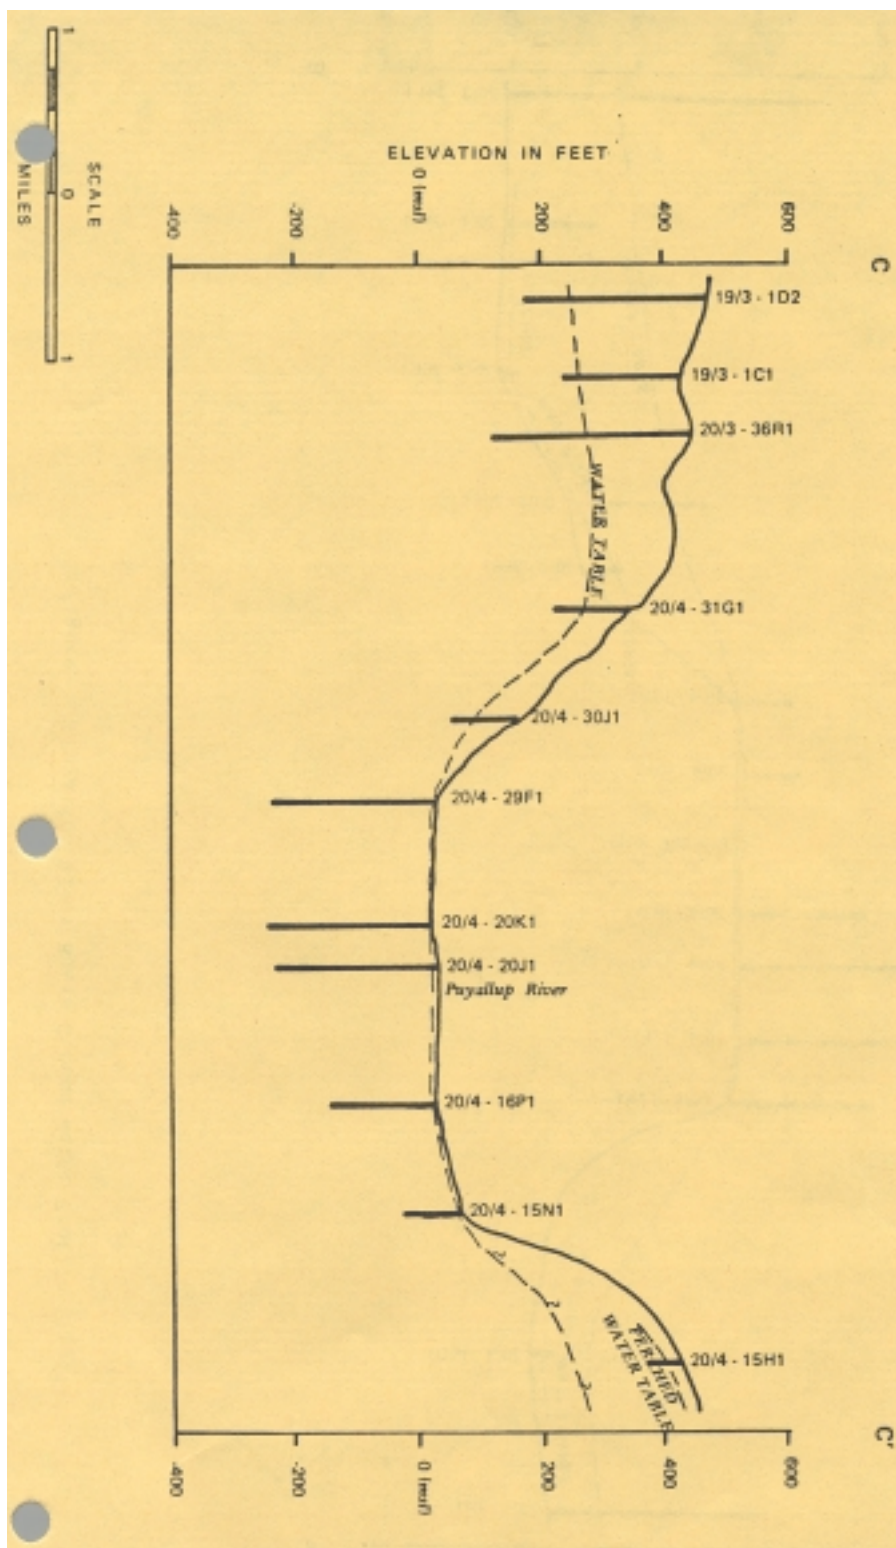 C
ELEVATION IN FEET
600
400
200
0 (msl)
-200
-400
19/3 - 1D2
19/3 - 1C1
20/3 - 36R1
WATER TABLE
20/4 - 31G1
20/4 - 30J1
20/4 - 29F1
20/4 - 20K1
20/4 - 20J1
Puyallup River
20/4 - 16P1
20/4 - 15N1
?
?
?
20/4 - 15H1
PERCHED
WATER TABLE
C'
600
400
200
0 (msl)
-200
-400
SCALE
1
0
1
MILES